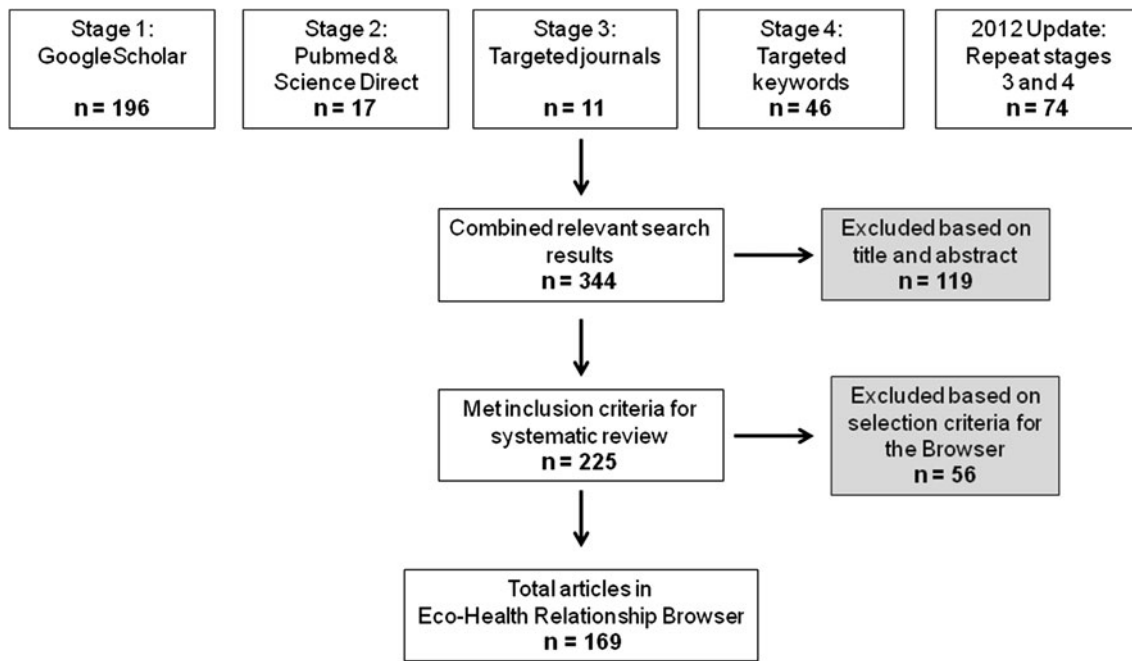 Stage 1:
GoogleScholar
n = 196
Stage 2:
Pubmed &
Science Direct
n = 17
Stage 3:
Targeted journals
n = 11
Stage 4:
Targeted
keywords
n = 46
2012 Update:
Repeat stages
3 and 4
n = 74
Combined relevant search
results
n = 344
Excluded based on
title and abstract
n = 119
Met inclusion criteria for
systematic review
n = 225
Excluded based on
selection criteria for
the Browser
n = 56
Total articles in
Eco-Health Relationship Browser
n = 169